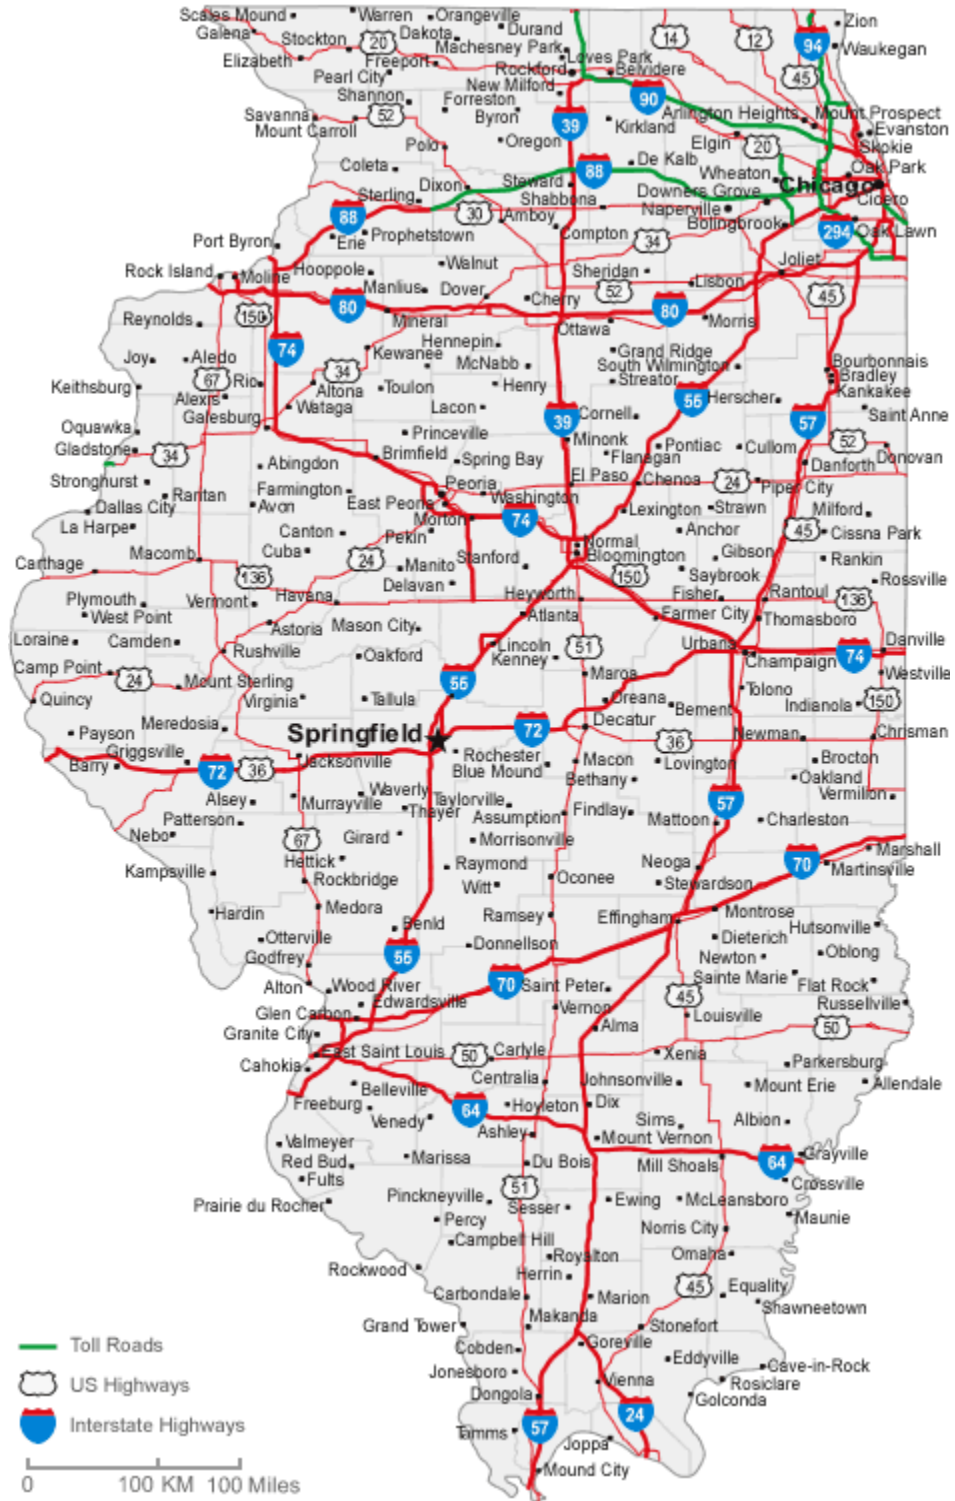 Scales Mound
Warren
Orangeville
Zion
Galena
Stockton
20
Dakota
Durand
14
12
94
Waukegan
Machesney Park
Elizabeth
Freeport
Loves Park
Rockford
Belvidere
45
Pearl City
New Milford
Shannon
Forreston
90
Arlington Heights
Mount Prospect
Savanna
52
Byron
39
Kirkland
Evanston
Mount Carroll
Oregon
Elgin
20
Skokie
Polo
De Kalb
Oak Park
Coleta
88
Wheaton
Dixon
Steward
Chicago
Sterling
Shabbona
Downers Grove
Cicero
88
30
Amboy
Naperville
Bolingbrook
294
Oak Lawn
Erie
Prophetstown
Compton
34
Port Byron
Joliet
Rock Island
Moline
Hooppole
Walnut
Sheridan
Lisbon
Manlius
Dover
52
45
80
Cherry
80
Reynolds
150
Mineral
Ottawa
Morris
74
Hennepin
Grand Ridge
Joy
Aledo
Kewanee
McNabb
South Wilmington
Bourbonnais
67
Rio
34
Streator
Bradley
Keithsburg
Altona
Toulon
Henry
55
Herscher
Kankakee
Alexis
Wataga
Lacon
39
Cornell
57
Saint Anne
Galesburg
Oquawka
Princeville
Minonk
52
Gladstone
34
Brimfield
Flanagan
Pontiac
Cullom
Donovan
Abingdon
Spring Bay
Danforth
Stronghurst
El Paso
Chenoa
24
Piper City
Raritan
Farmington
Peoria
Washington
Dallas City
Avon
East Peoria
Lexington
Strawn
Milford
La Harpe
Morton
74
45
Cissna Park
Canton
Pekin
Anchor
Normal
Macomb
Cuba
24
Stanford
Bloomington
Gibson
Rankin
Carthage
136
Manito
150
Saybrook
Rossville
Delavan
Plymouth
Vermont
Havana
Heyworth
Fisher
Rantoul
136
West Point
Atlanta
Farmer City
Thomasboro
Astoria
Mason City
Loraine
Camden
Lincoln
51
Urbana
Danville
Rushville
Oakford
Kenney
Champaign
74
Camp Point
24
Maroa
Westville
Mount Sterling
55
Tolono
Quincy
Virginia
Tallula
Oreana
Bement
Indianola
150
Meredosia
Decatur
Payson
Springfield
72
36
Newman
Chrisman
Griggsville
Rochester
Barry
72
36
Jacksonville
Blue Mound
Macon
Lovington
Brocton
Bethany
Oakland
Waverly
Vermilion
Alsey
Murrayville
Taylorville
57
Thayer
Findlay
Patterson
Assumption
Mattoon
Charleston
Nebo
67
Girard
Morrisonville
70
Marshall
Hettick
Raymond
Neoga
Martinsville
Kampsville
Rockbridge
Witt
Oconee
Stewardson
Hardin
Medora
Ramsey
Effingham
Montrose
Benld
Hutsonville
Otterville
Donnellson
Dieterich
Godfrey
55
Newton
Oblong
70
Sainte Marie
Alton
Wood River
Saint Peter
45
Flat Rock
Edwardsville
Vernon
Russellville
Glen Carbon
Louisville
Granite City
Alma
50
East Saint Louis
50
Carlyle
Xenia
Cahokia
Parkersburg
Centralia
Johnsonville
Mount Erie
Allendale
Belleville
Freeburg
64
Hoyleton
Dix
Venedy
Sims
Albion
Ashley
Mount Vernon
Valmeyer
Marissa
64
Grayville
Red Bud
Du Bois
Mill Shoals
Fults
51
Crossville
Prairie du Rocher
Pinckneyville
Ewing
McLeansboro
Sesser
Maunie
Percy
Norris City
Campbell Hill
Royalton
Omaha
Rockwood
Herrin
45
Equality
Carbondale
Marion
Shawneetown
Grand Tower
Makanda
Stonefort
Toll Roads
Cobden
Goreville
Eddyville
Cave-in-Rock
US Highways
Jonesboro
Vienna
Rosiclare
Dongola
Golconda
Interstate Highways
57
24
Tamms
Joppa
Mound City
0
100 KM
100 Miles